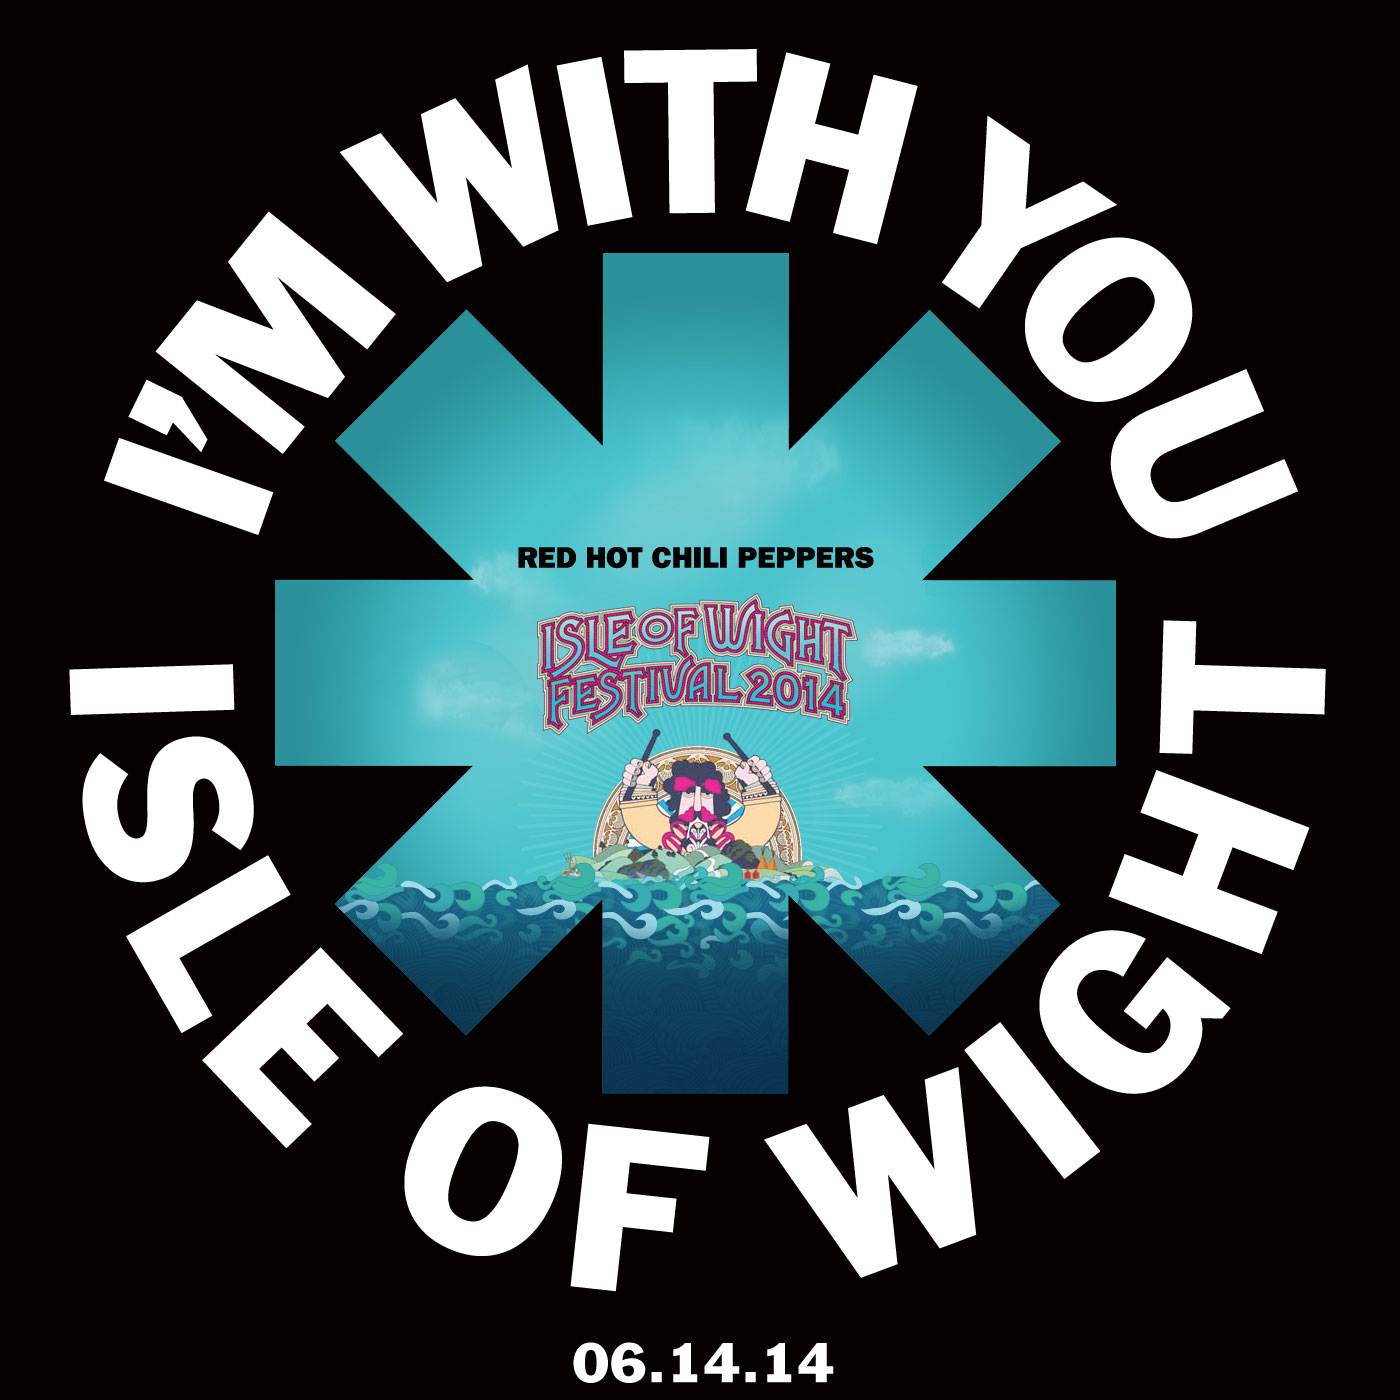 I'M WITH YOU
RED HOT CHILI PEPPERS
ISLE OF WIGHT
FESTIVAL 2014
ISLE OF WIGHT
06.14.14